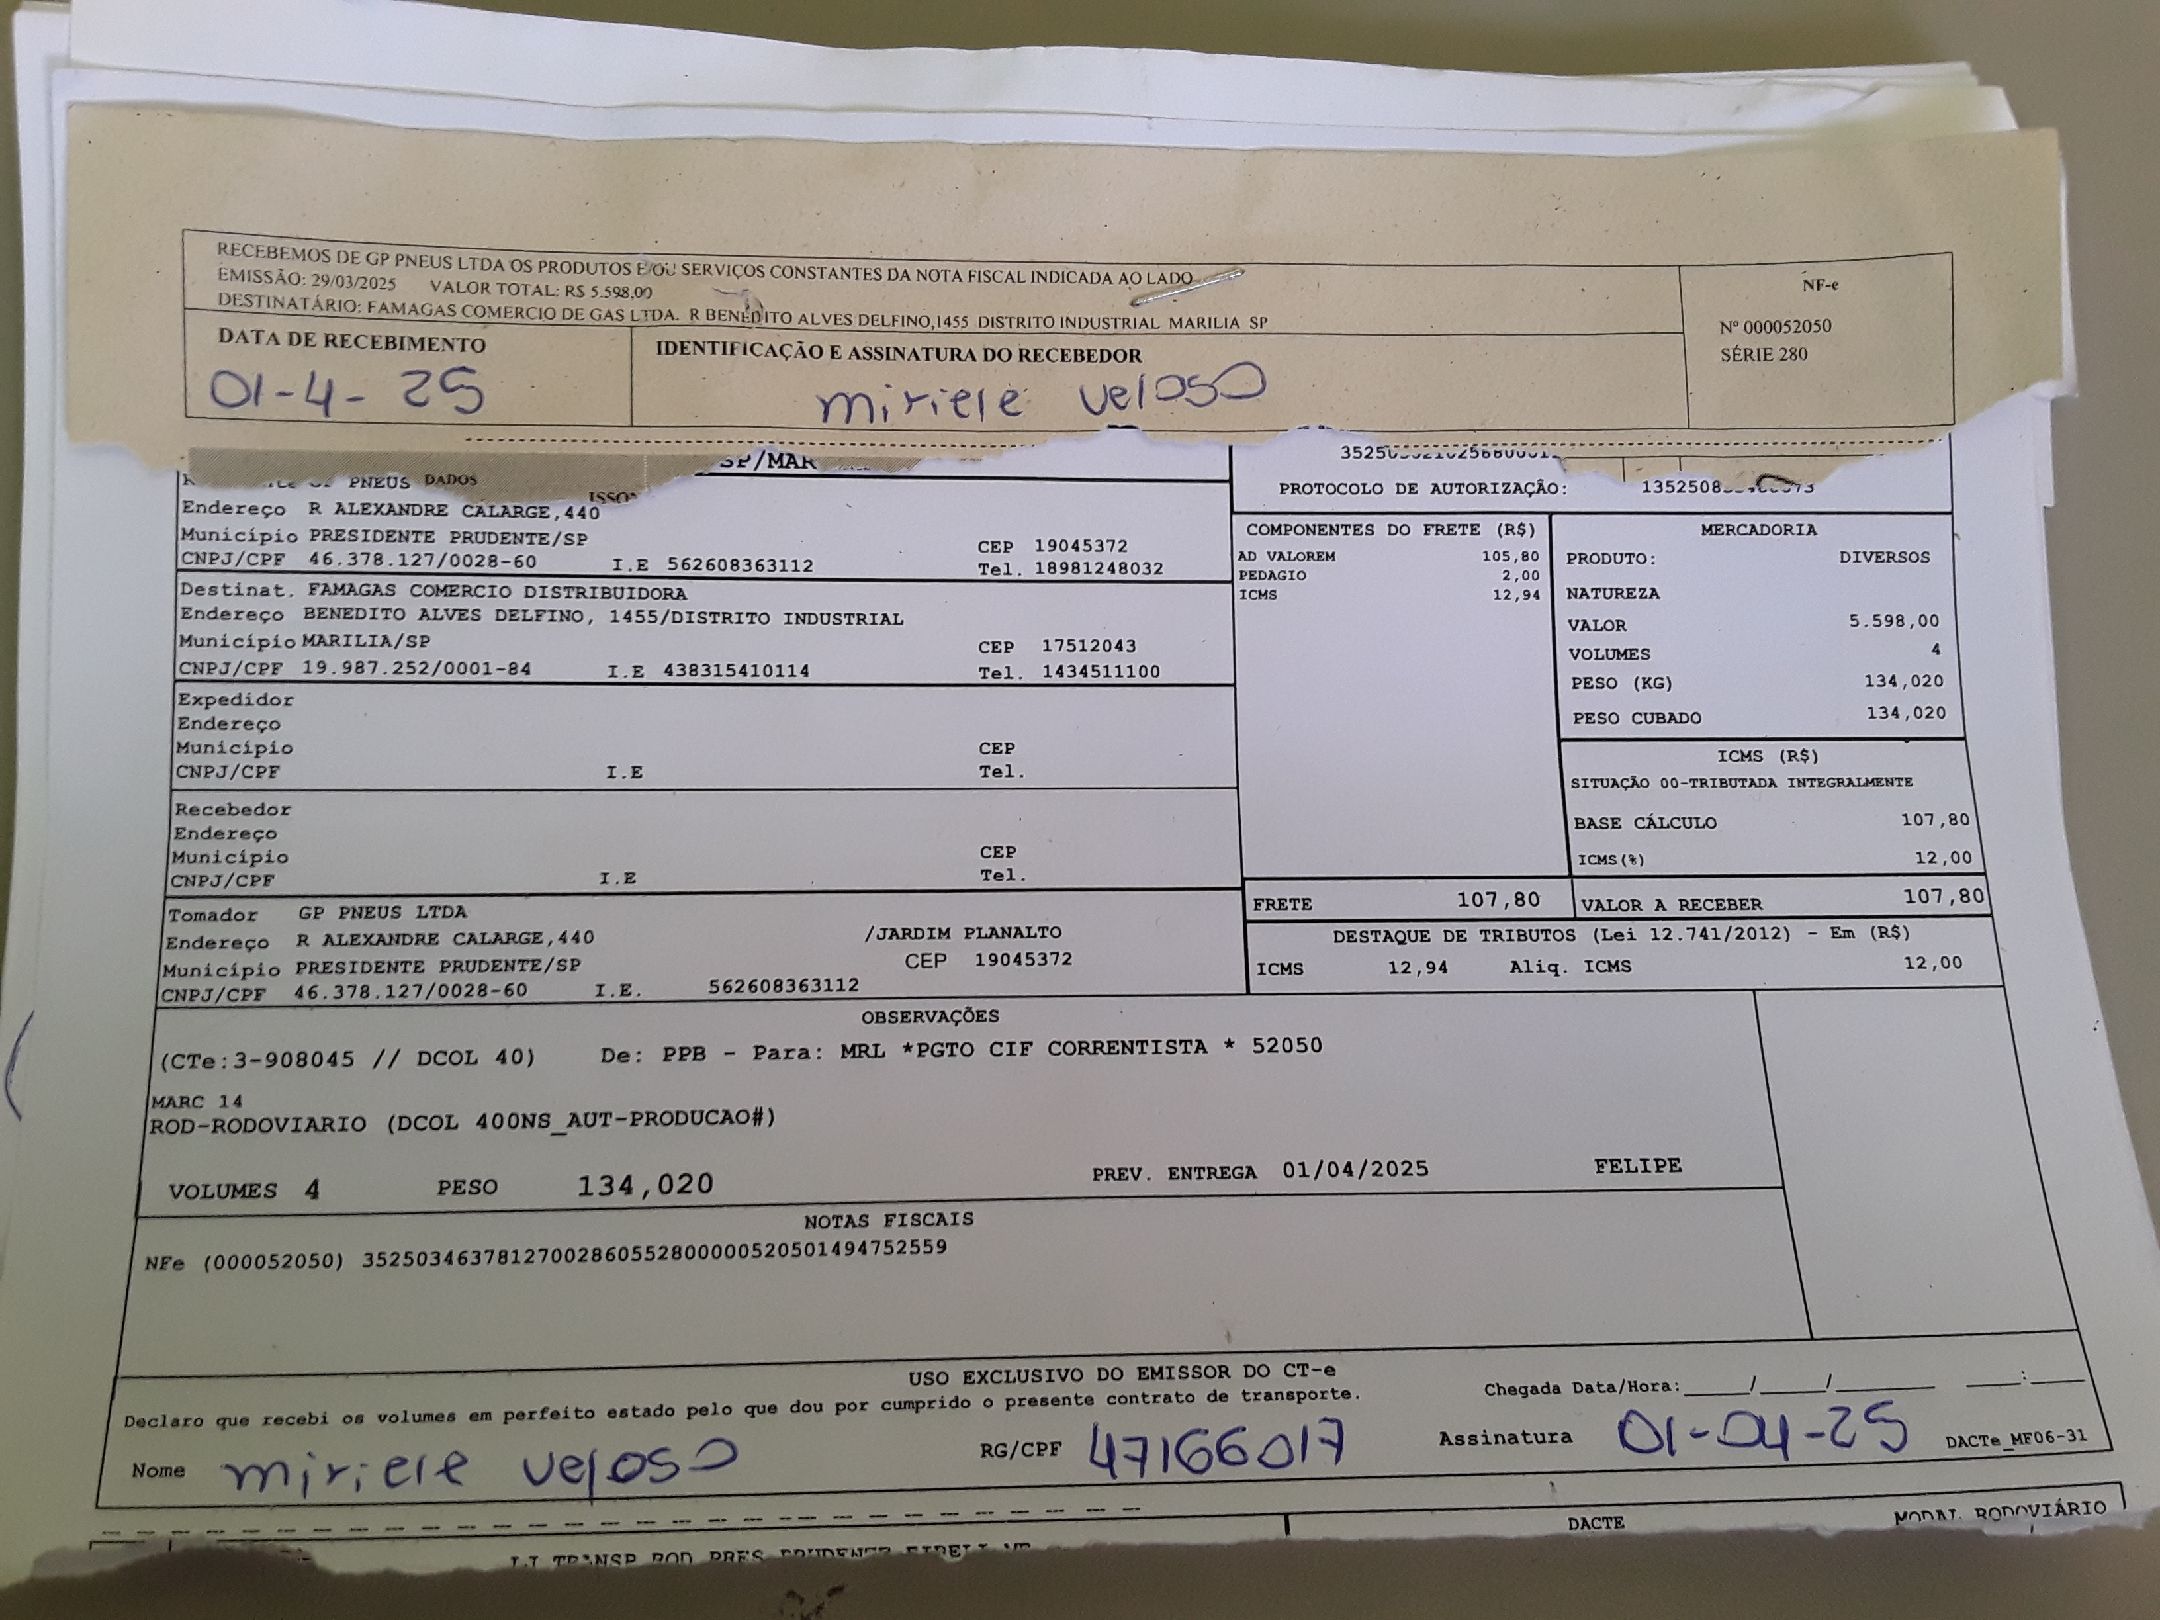 RECEBEMOS DE GP PNEUS LTDA OS PRODUTOS E/OU SERVIÇOS CONSTANTES DA NOTA FISCAL INDICADA AO LADO
EMISSÃO: 29/03/2025 VALOR TOTAL: R$ 5.598,00
DESTINATÁRIO: FAMAGAS COMERCIO DE GAS LTDA. R BENEDITO ALVES DELFINO,1455 DISTRITO INDUSTRIAL MARILIA SP
NF-e
Nº 000052050
SÉRIE 280
DATA DE RECEBIMENTO
01-4-25
IDENTIFICAÇÃO E ASSINATURA DO RECEBEDOR
miriele veloso
SP/MAR
PNEUS DADOS
Endereço R ALEXANDRE CALARGE,440
Município PRESIDENTE PRUDENTE/SP CEP 19045372
CNPJ/CPF 46.378.127/0028-60 I.E 562608363112 Tel. 18981248032
Destinat. FAMAGAS COMERCIO DISTRIBUIDORA
Endereço BENEDITO ALVES DELFINO, 1455/DISTRITO INDUSTRIAL
Município MARILIA/SP CEP 17512043
CNPJ/CPF 19.987.252/0001-84 I.E 438315410114 Tel. 1434511100
Expedidor
Endereço
Município CEP
CNPJ/CPF I.E Tel.
Recebedor
Endereço
Município CEP
CNPJ/CPF I.E Tel.
Tomador GP PNEUS LTDA
Endereço R ALEXANDRE CALARGE,440 /JARDIM PLANALTO
Município PRESIDENTE PRUDENTE/SP CEP 19045372
CNPJ/CPF 46.378.127/0028-60 I.E. 562608363112
PROTOCOLO DE AUTORIZAÇÃO:
COMPONENTES DO FRETE (R$)
AD VALOREM 105,80
PEDAGIO 2,00
ICMS 12,94
MERCADORIA
PRODUTO: DIVERSOS
NATUREZA
VALOR 5.598,00
VOLUMES 4
PESO (KG) 134,020
PESO CUBADO 134,020
ICMS (R$)
SITUAÇÃO 00-TRIBUTADA INTEGRALMENTE
BASE CÁLCULO 107,80
ICMS(%) 12,00
FRETE 107,80 VALOR A RECEBER 107,80
DESTAQUE DE TRIBUTOS (Lei 12.741/2012) - Em (R$)
ICMS 12,94 Aliq. ICMS 12,00
OBSERVAÇÕES
(CTe:3-908045 // DCOL 40) De: PPB - Para: MRL *PGTO CIF CORRENTISTA * 52050
MARC 14
ROD-RODOVIARIO (DCOL 400NS_AUT-PRODUCAO#)
VOLUMES 4 PESO 134,020 PREV. ENTREGA 01/04/2025 FELIPE
NOTAS FISCAIS
NFe (000052050) 35250346378127002860552800000520501494752559
USO EXCLUSIVO DO EMISSOR DO CT-e
Declaro que recebi os volumes em perfeito estado pelo que dou por cumprido o presente contrato de transporte.
Chegada Data/Hora:_____/_____/_______ ____:____
Nome miriele veloso RG/CPF 47166017 Assinatura 01-04-25 DACTe_MF06-31
DACTE MODAL RODOVIÁRIO